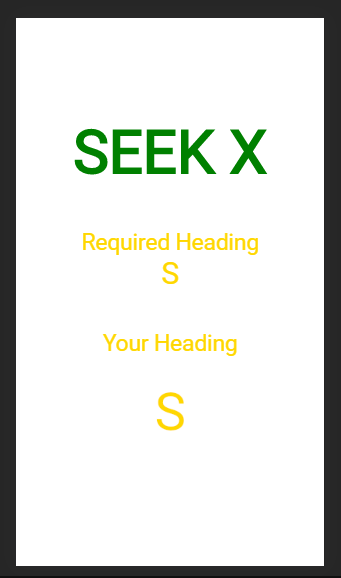 SEEK X
Required Heading
S
Your Heading
S